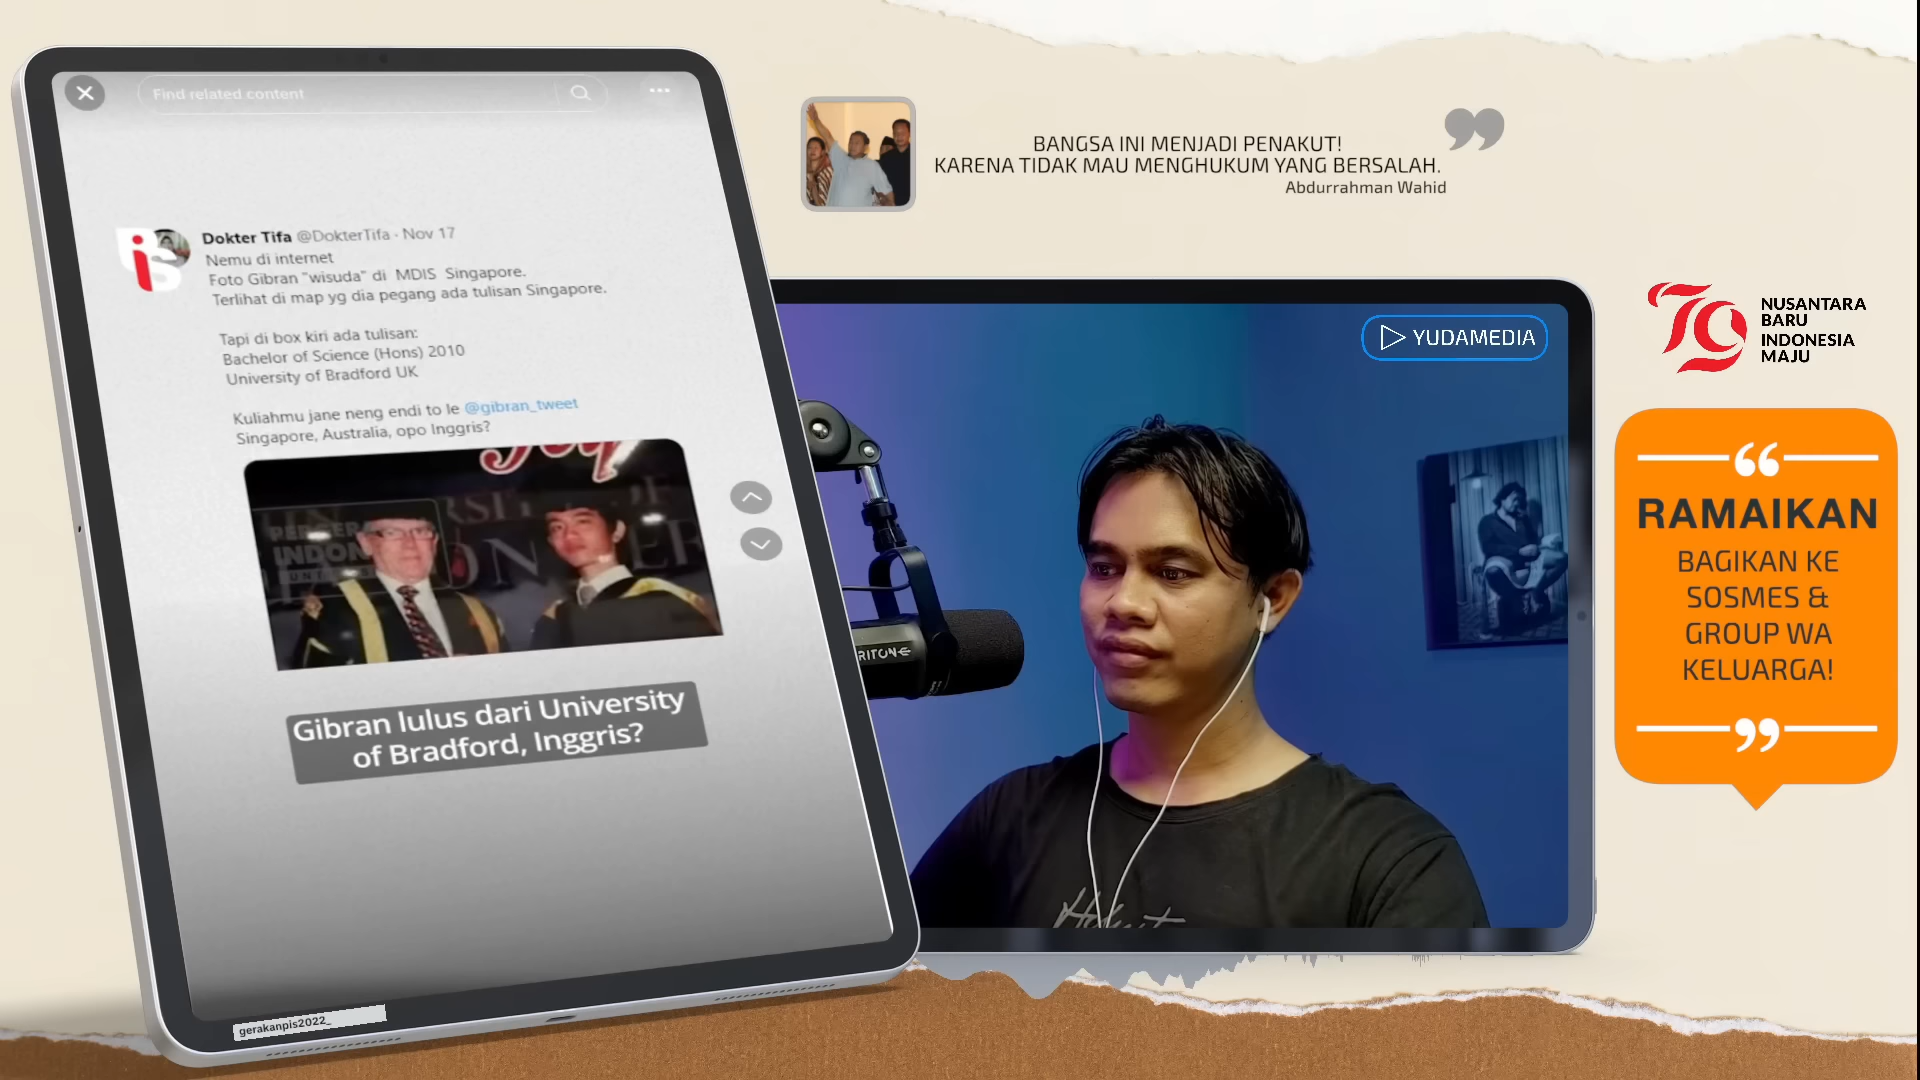 Find related content
Dokter Tifa @DokterTifa · Nov 17
Nemu di internet
Foto Gibran "wisuda" di MDIS Singapore.
Terlihat di map yg dia pegang ada tulisan Singapore.
Tapi di box kiri ada tulisan:
Bachelor of Science (Hons) 2010
University of Bradford UK
Kuliahmu jane neng endi to le @gibran_tweet
Singapore, Australia, opo Inggris?
Gibran lulus dari University
of Bradford, Inggris?
gerakanpis2022_
BANGSA INI MENJADI PENAKUT!
KARENA TIDAK MAU MENGHUKUM YANG BERSALAH.
Abdurrahman Wahid
YUDAMEDIA
79
NUSANTARA
BARU
INDONESIA
MAJU
RAMAIKAN
BAGIKAN KE
SOSMES &
GROUP WA
KELUARGA!